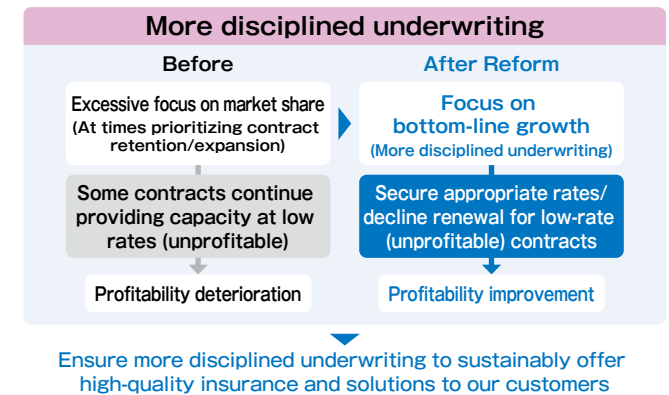 More disciplined underwriting
Before
After Reform
Excessive focus on market share
(At times prioritizing contract
retention/expansion)
Focus on
bottom-line growth
(More disciplined underwriting)
Some contracts continue
providing capacity at low
rates (unprofitable)
Secure appropriate rates/
decline renewal for low-rate
(unprofitable) contracts
Profitability deterioration
Profitability improvement
Ensure more disciplined underwriting to sustainably offer
high-quality insurance and solutions to our customers